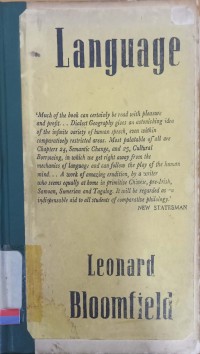 Language
'Much of the book can certainly be read with pleasure
and profit. . . Dialect Geography gives an astonishing idea
of the infinite variety of human speech, even within
comparatively restricted areas. Most palatable of all are
Chapters 24, Semantic Change, and 25, Cultural
Borrowing, in which we get right away from the
mechanics of language and can follow the play of the human
mind. . . A work of amazing erudition, by a writer
who seems equally at home in primitive Chinese, pre-Irish,
Samoan, Sumerian and Tagalog. It will be regarded as
indispensable aid to all students of comparative philology.'
NEW STATESMAN
Leonard
Bloomfield